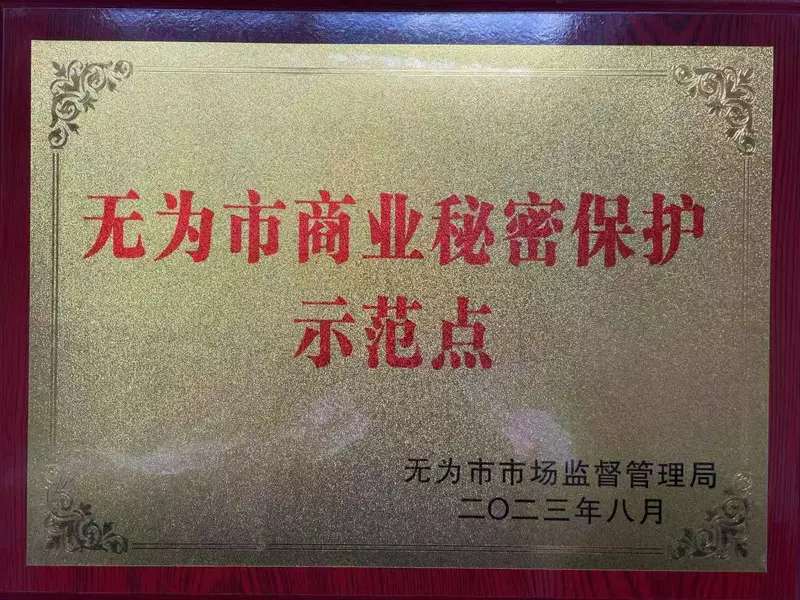 无为市商业秘密保护
示范点
无为市市场监督管理局
二〇二三年八月